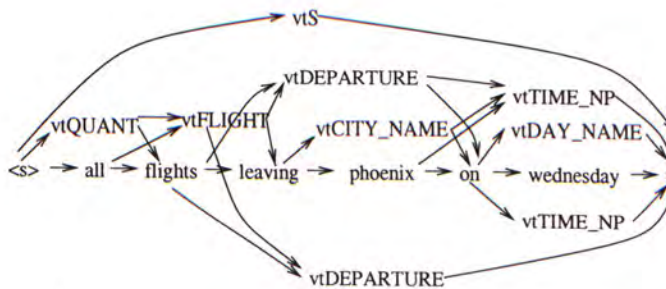 vtS
vtDEPARTURE
vtTIME_NP
vtQUANT vtFLIGHT vtCITY_NAME vtDAY_NAME
<s> all flights leaving phoenix on wednesday
vtTIME_NP
vtDEPARTURE